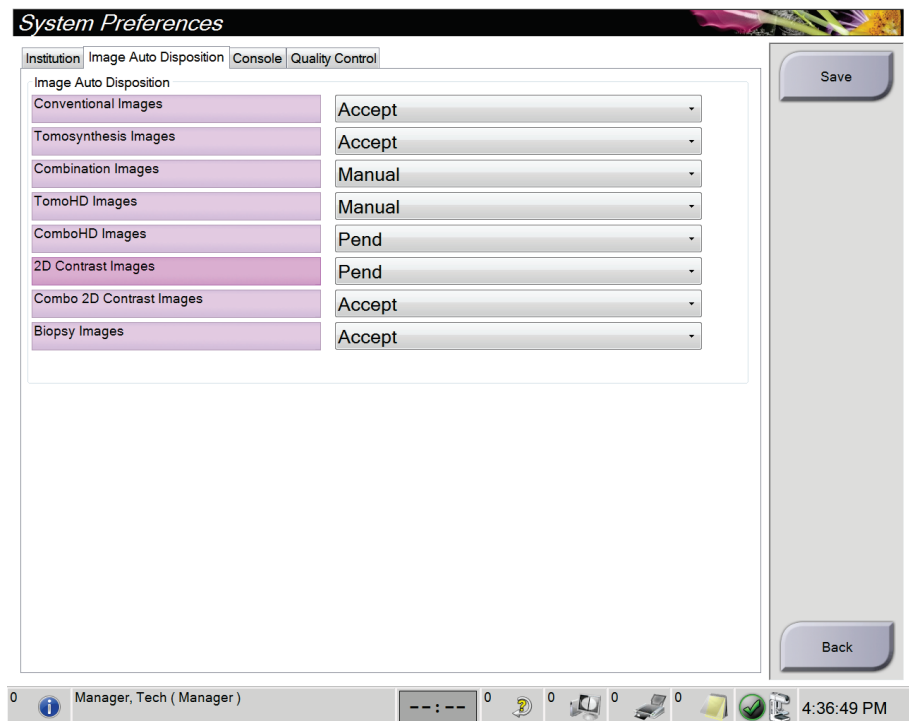 System Preferences
Institution Image Auto Disposition Console Quality Control
Image Auto Disposition
Conventional Images Accept
Tomosynthesis Images Accept
Combination Images Manual
TomoHD Images Manual
ComboHD Images Pend
2D Contrast Images Pend
Combo 2D Contrast Images Accept
Biopsy Images Accept
Save
Back
0 Manager, Tech ( Manager ) --:-- 0 0 0 0 4:36:49 PM